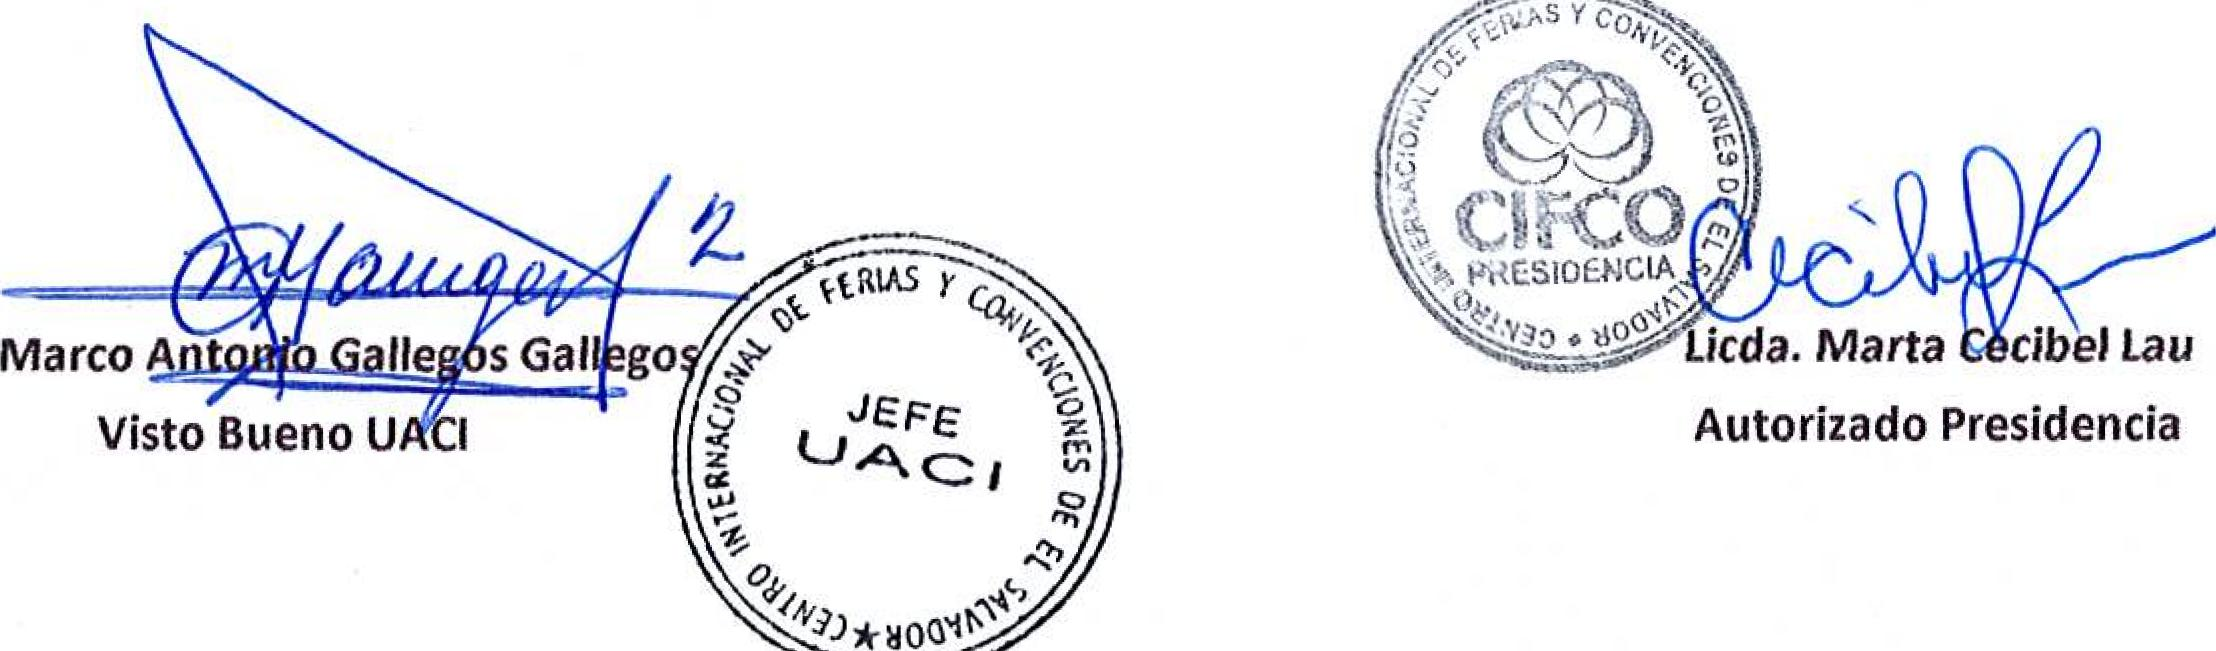 Marco Antonio Gallegos Gallegos
Visto Bueno UACI
CENTRO INTERNACIONAL DE FERIAS Y CONVENCIONES DE EL SALVADOR
JEFE
UACI
CENTRO INTERNACIONAL DE FERIAS Y CONVENCIONES DE EL SALVADOR
CIFCO
PRESIDENCIA
Licda. Marta Cecibel Lau
Autorizado Presidencia